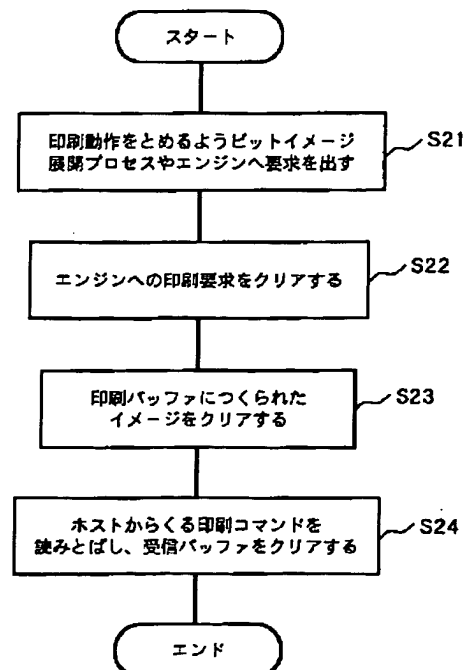 スタート
印刷動作をとめるようビットイメージ
展開プロセスやエンジンへ要求を出す
S21
エンジンへの印刷要求をクリアする
S22
印刷バッファにつくられた
イメージをクリアする
S23
ホストからくる印刷コマンドを
読みとばし、受信バッファをクリアする
S24
エンド